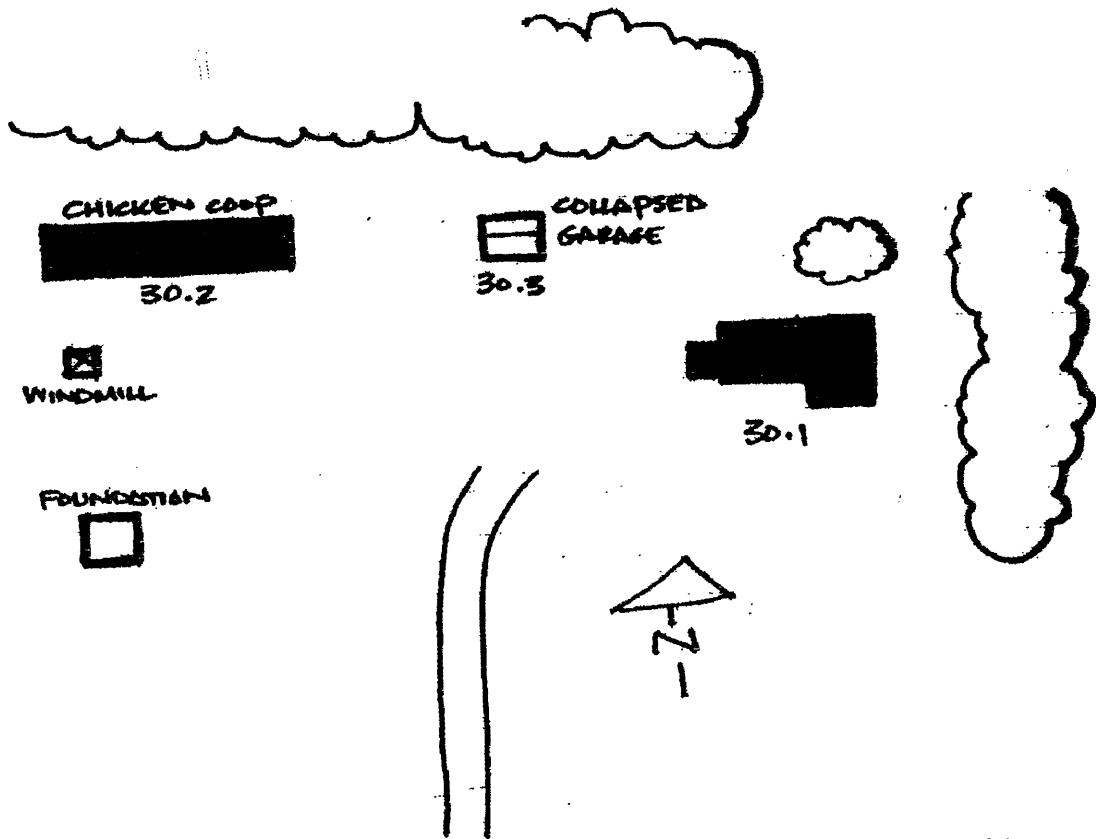 CHICKEN COOP
30.2
COLLAPSED
GARAGE
30.3
WINDMILL
30.1
FOUNDATION
N